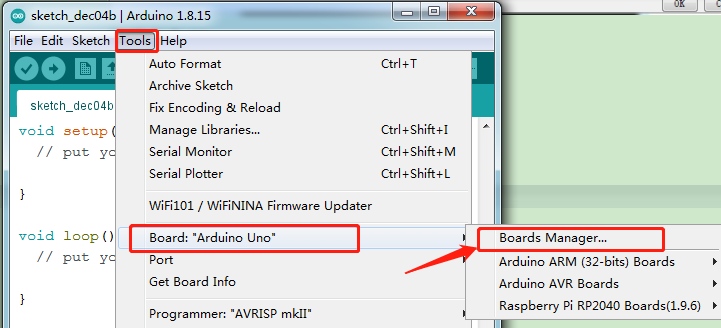 sketch_dec04b | Arduino 1.8.15
OK
File Edit Sketch Tools Help
Auto Format Ctrl+T
Archive Sketch
sketch_dec04b
Fix Encoding & Reload
void setup(
Manage Libraries... Ctrl+Shift+I
// put yo
Serial Monitor Ctrl+Shift+M
Serial Plotter Ctrl+Shift+L
}
WiFi101 / WiFiNINA Firmware Updater
void loop()
Board: "Arduino Uno"
Boards Manager...
// put yo
Port
Arduino ARM (32-bits) Boards
Get Board Info
Arduino AVR Boards
}
Programmer: "AVRISP mkII"
Raspberry Pi RP2040 Boards(1.9.6)